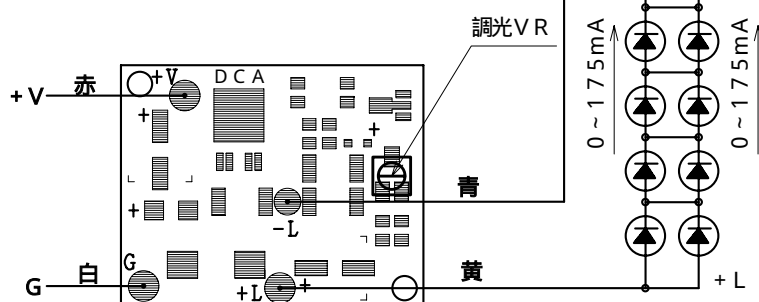 調光VR
+V
赤
+V
DCA
+
+
0~175mA
0~175mA
+
青
-L
G
白
G
+L
+
黄
+L